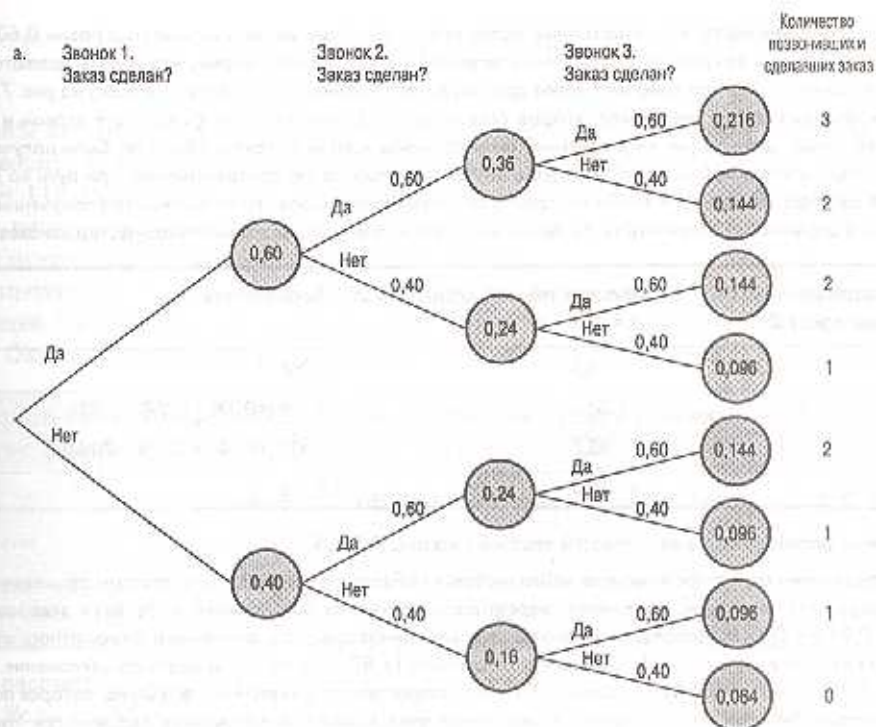 Количество
позвонивших и
сделавших заказ
а. Звонок 1. Звонок 2. Звонок 3.
Заказ сделан? Заказ сделан? Заказ сделан?
Да 0,60 0,216 3
0,36
Нет 0,40 0,144 2
Да 0,60
0,60
Нет 0,40
Да 0,60 0,144 2
0,24
Нет 0,40 0,096 1
Да
Нет
Да 0,60 0,144 2
0,24
Нет 0,40 0,096 1
Да 0,60
0,40
Нет 0,40
Да 0,60 0,096 1
0,16
Нет 0,40 0,064 0